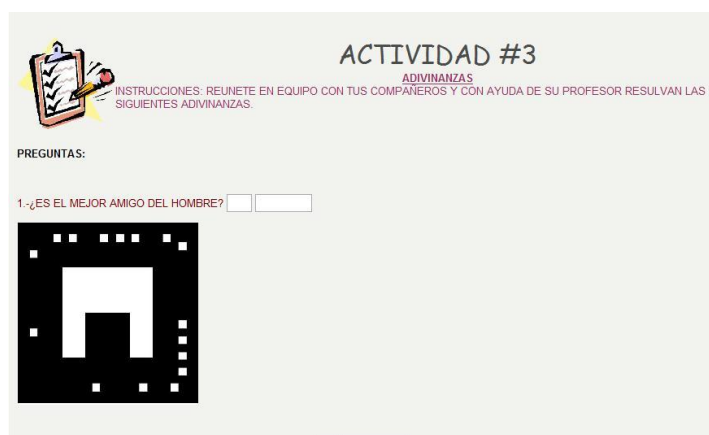 ACTIVIDAD #3
ADIVINANZAS
INSTRUCCIONES: REUNETE EN EQUIPO CON TUS COMPAÑEROS Y CON AYUDA DE SU PROFESOR RESULVAN LAS
SIGUIENTES ADIVINANZAS.
PREGUNTAS:
1.-¿ES EL MEJOR AMIGO DEL HOMBRE?